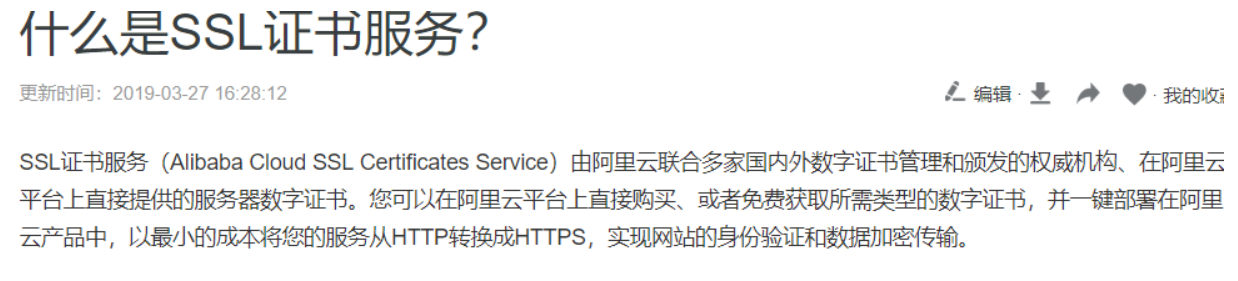 什么是SSL证书服务?
更新时间：2019-03-27 16:28:12
编辑 · · 我的收
SSL证书服务（Alibaba Cloud SSL Certificates Service）由阿里云联合多家国内外数字证书管理和颁发的权威机构、在阿里云
平台上直接提供的服务器数字证书。您可以在阿里云平台上直接购买、或者免费获取所需类型的数字证书，并一键部署在阿里
云产品中，以最小的成本将您的服务从HTTP转换成HTTPS，实现网站的身份验证和数据加密传输。